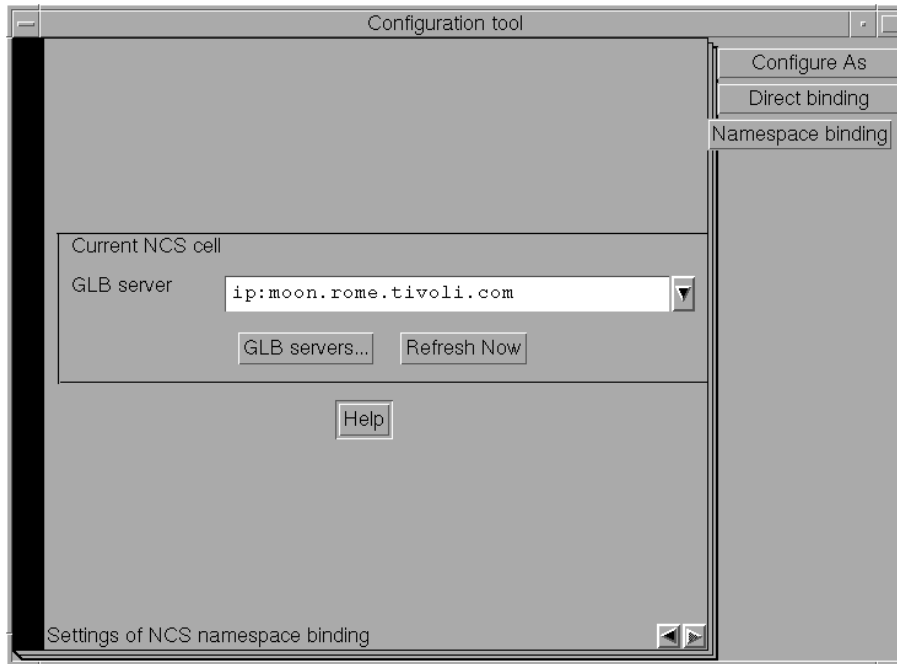 Configuration tool
Configure As
Direct binding
Namespace binding
Current NCS cell
GLB server
ip:moon.rome.tivoli.com
GLB servers...
Refresh Now
Help
Settings of NCS namespace binding